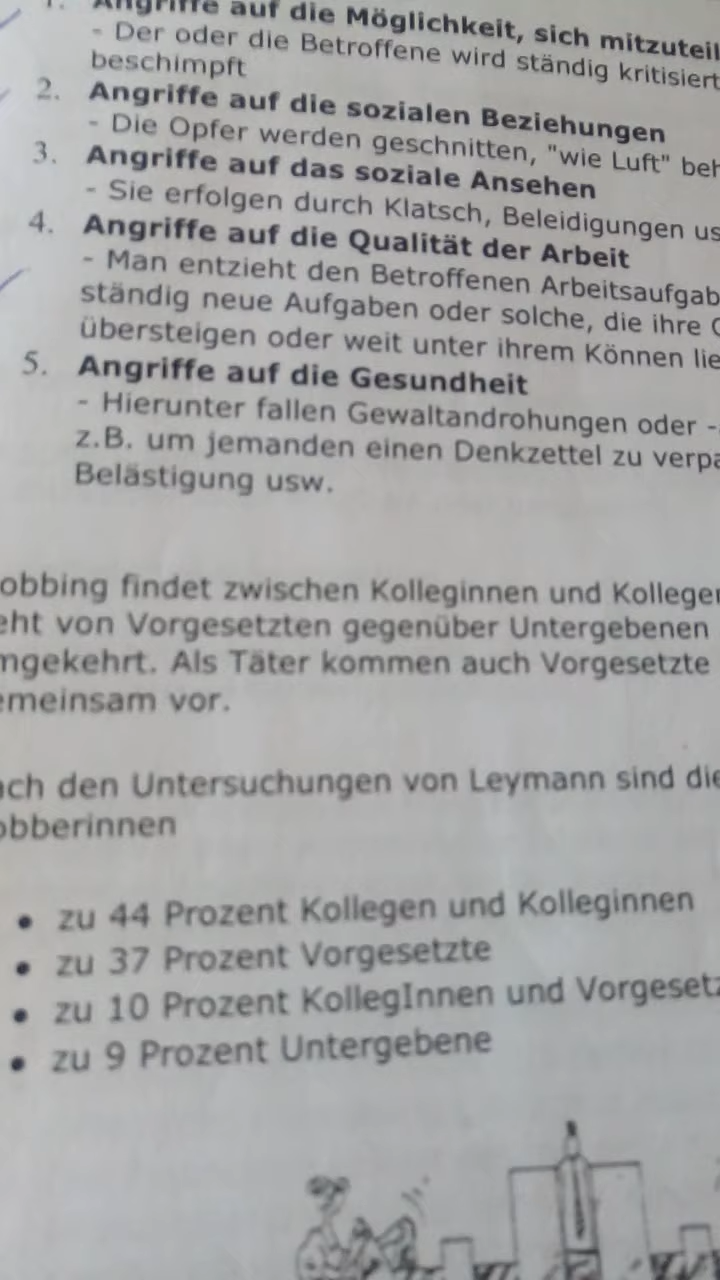 1. Angriffe auf die Möglichkeit, sich mitzuteil
- Der oder die Betroffene wird ständig kritisiert
beschimpft
2. Angriffe auf die sozialen Beziehungen
- Die Opfer werden geschnitten, "wie Luft" beh
3. Angriffe auf das soziale Ansehen
- Sie erfolgen durch Klatsch, Beleidigungen us
4. Angriffe auf die Qualität der Arbeit
- Man entzieht den Betroffenen Arbeitsaufgab
ständig neue Aufgaben oder solche, die ihre
übersteigen oder weit unter ihrem Können lie
5. Angriffe auf die Gesundheit
- Hierunter fallen Gewaltandrohungen oder -
z.B. um jemanden einen Denkzettel zu verpa
Belästigung usw.
obbing findet zwischen Kolleginnen und Kollegen
eht von Vorgesetzten gegenüber Untergebenen
mgekehrt. Als Täter kommen auch Vorgesetzte
emeinsam vor.
ach den Untersuchungen von Leymann sind die
obberinnen
• zu 44 Prozent Kollegen und Kolleginnen
• zu 37 Prozent Vorgesetzte
• zu 10 Prozent KollegInnen und Vorgesetz
• zu 9 Prozent Untergebene